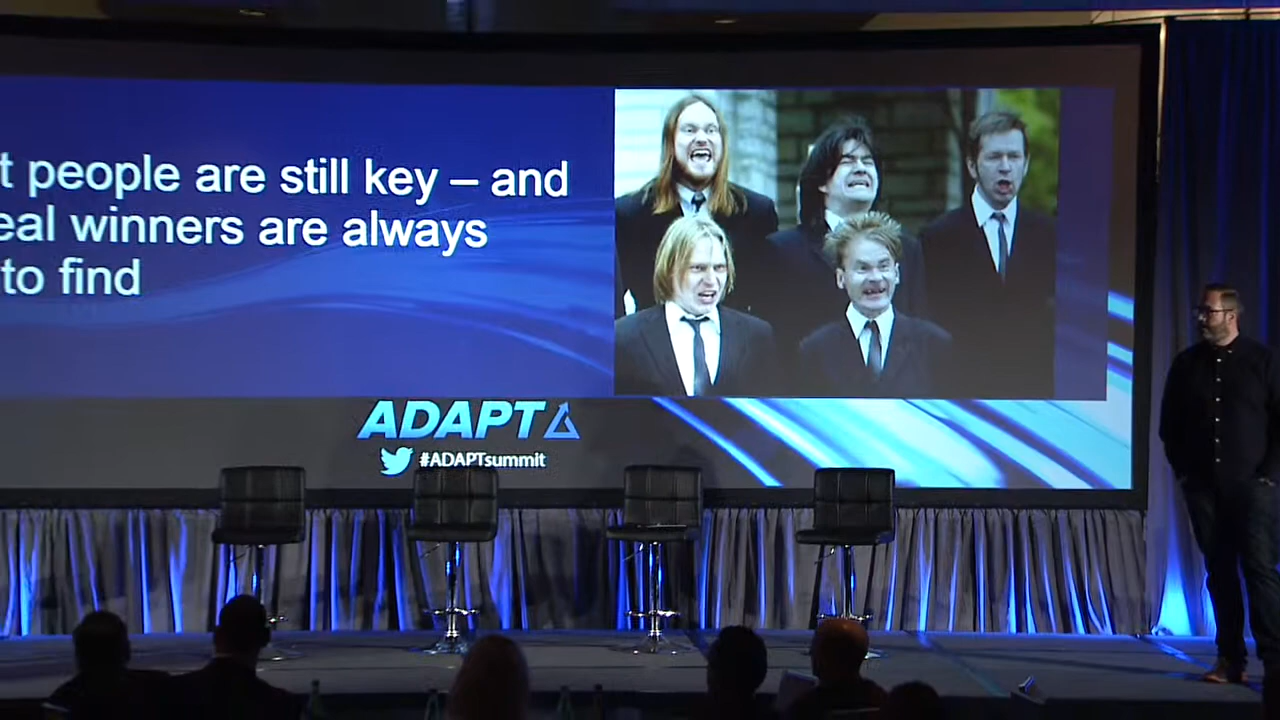 t people are still key – and
eal winners are always
to find
ADAPT
#ADAPTsummit